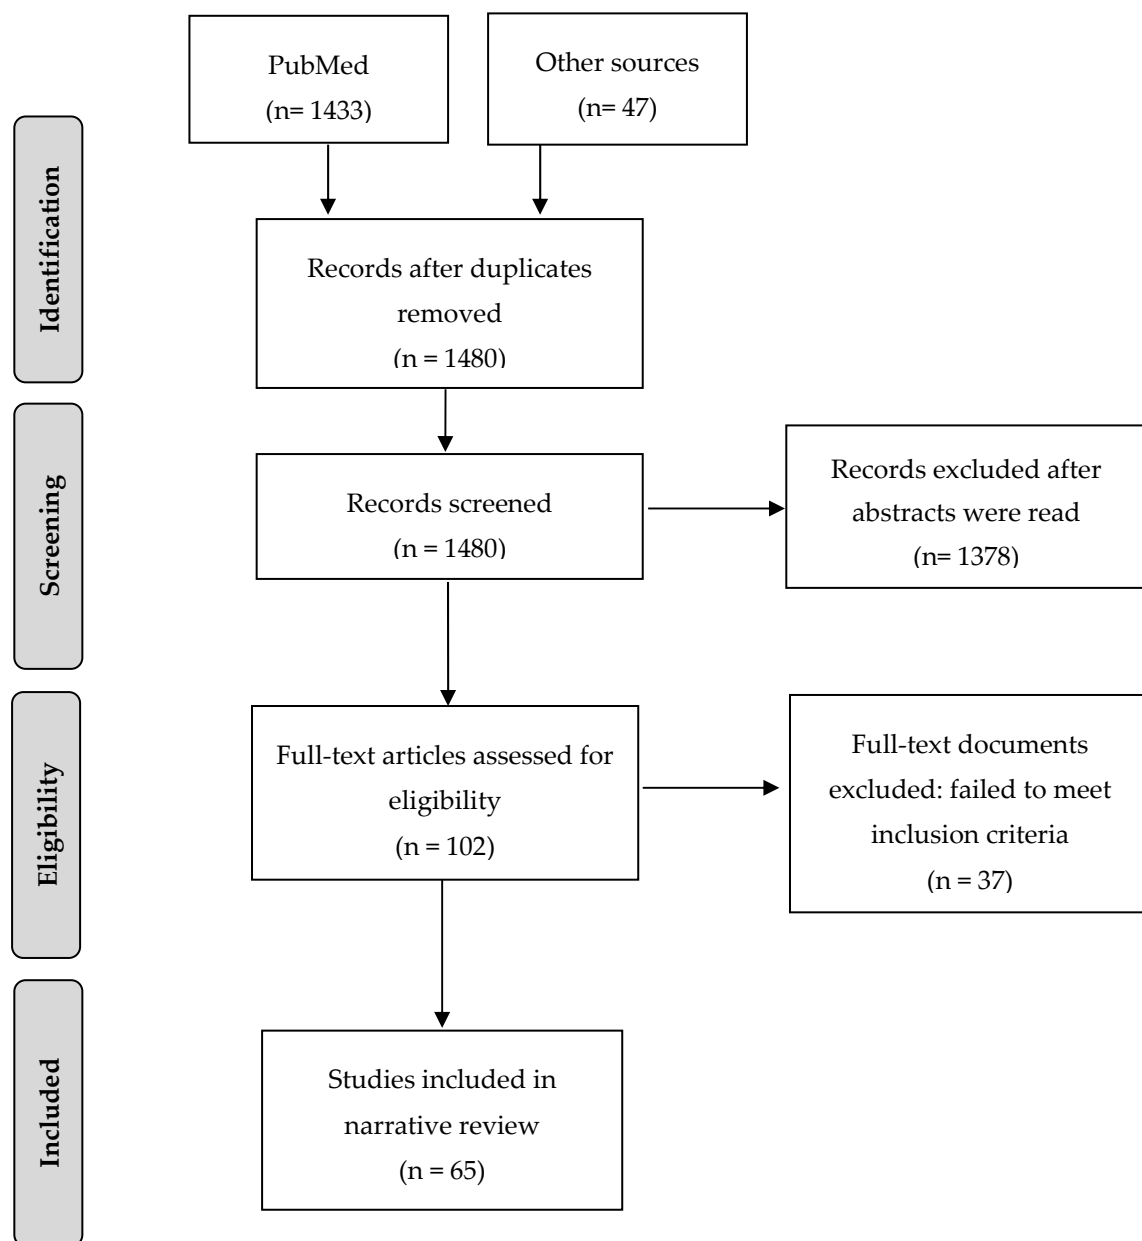 PubMed
(n= 1433)
Other sources
(n= 47)
Identification
Records after duplicates
removed
(n = 1480)
Screening
Records screened
(n = 1480)
Records excluded after
abstracts were read
(n= 1378)
Eligibility
Full-text articles assessed for
eligibility
(n = 102)
Full-text documents
excluded: failed to meet
inclusion criteria
(n = 37)
Included
Studies included in
narrative review
(n = 65)